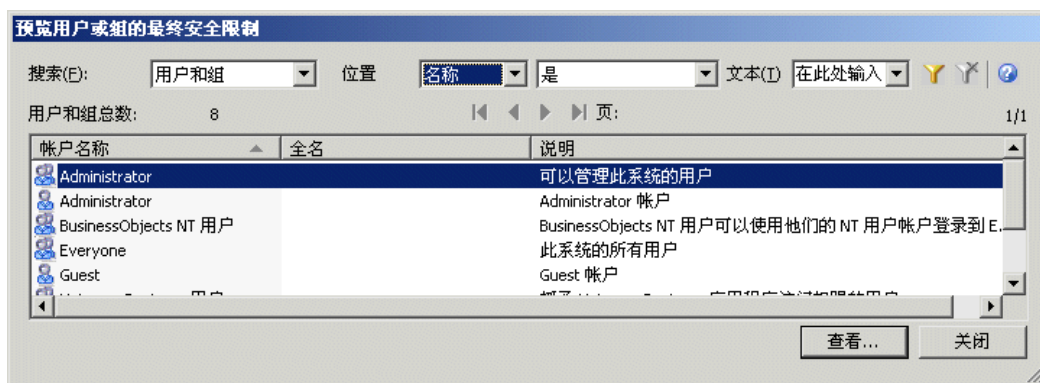 预览用户或组的最终安全限制
搜索(F): 用户和组 位置 名称 是 文本(T) 在此处输入
用户和组总数: 8 页: 1/1
帐户名称 全名 说明
Administrator 可以管理此系统的用户
Administrator Administrator 帐户
BusinessObjects NT 用户 BusinessObjects NT 用户可以使用他们的 NT 用户帐户登录到 E...
Everyone 此系统的所有用户
Guest Guest 帐户
查看... 关闭